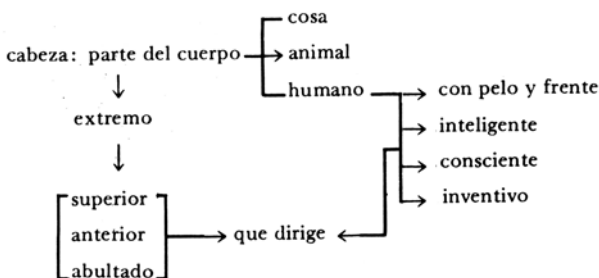 cosa
cabeza: parte del cuerpo animal
humano con pelo y frente
extremo
inteligente
consciente
superior inventivo
anterior que dirige
abultado